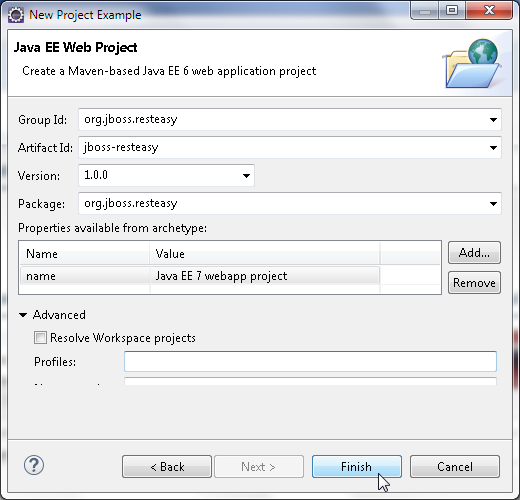 New Project Example
Java EE Web Project
Create a Maven-based Java EE 6 web application project
Group Id: org.jboss.resteasy
Artifact Id: jboss-resteasy
Version: 1.0.0
Package: org.jboss.resteasy
Properties available from archetype:
Name Value Add...
name Java EE 7 webapp project Remove
Advanced
Resolve Workspace projects
Profiles:
? < Back Next > Finish Cancel